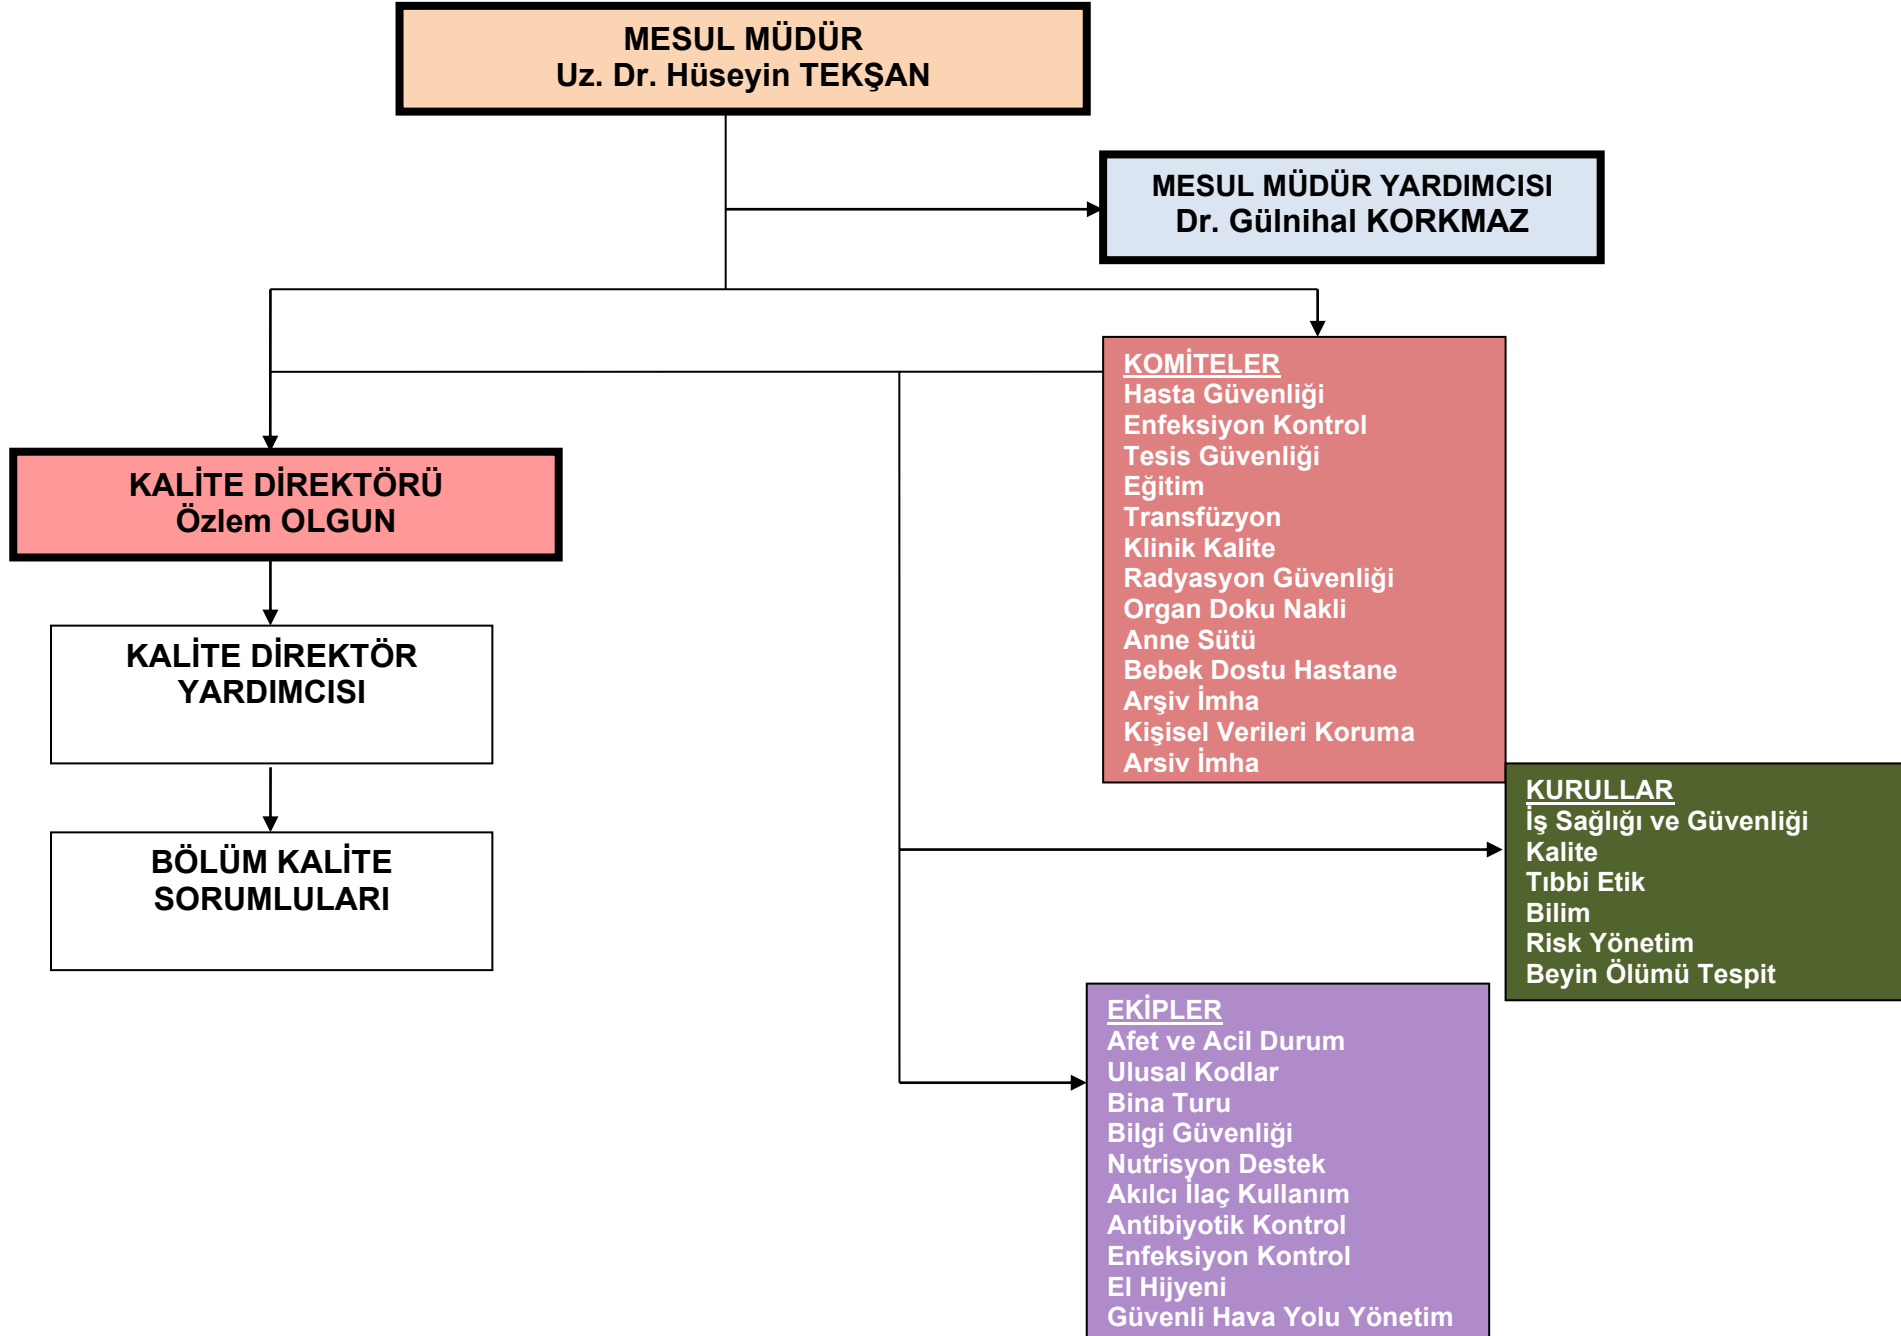 MESUL MÜDÜR
Uz. Dr. Hüseyin TEKŞAN
MESUL MÜDÜR YARDIMCISI
Dr. Gülnihal KORKMAZ
KOMİTELER
Hasta Güvenliği
Enfeksiyon Kontrol
Tesis Güvenliği
Eğitim
Transfüzyon
Klinik Kalite
Radyasyon Güvenliği
Organ Doku Nakli
Anne Sütü
Bebek Dostu Hastane
Arşiv İmha
Kişisel Verileri Koruma
Arsiv İmha
KALİTE DİREKTÖRÜ
Özlem OLGUN
KALİTE DİREKTÖR
YARDIMCISI
BÖLÜM KALİTE
SORUMLULARI
KURULLAR
İş Sağlığı ve Güvenliği
Kalite
Tıbbi Etik
Bilim
Risk Yönetim
Beyin Ölümü Tespit
EKİPLER
Afet ve Acil Durum
Ulusal Kodlar
Bina Turu
Bilgi Güvenliği
Nutrisyon Destek
Akılcı İlaç Kullanım
Antibiyotik Kontrol
Enfeksiyon Kontrol
El Hijyeni
Güvenli Hava Yolu Yönetim